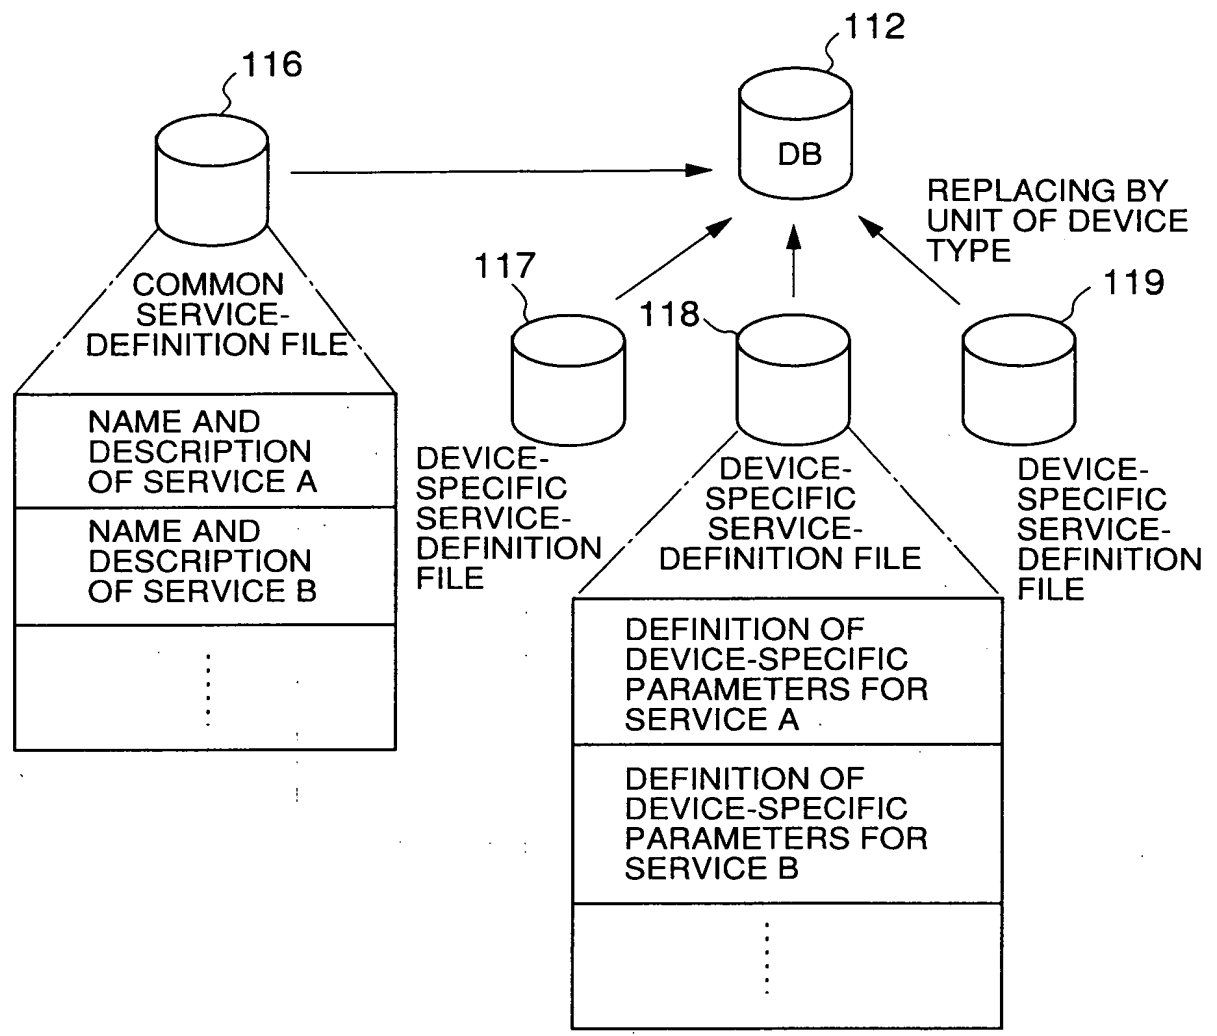 116
112
DB
REPLACING BY
UNIT OF DEVICE
TYPE
COMMON
SERVICE-
DEFINITION FILE
117
118
119
NAME AND
DESCRIPTION
OF SERVICE A
NAME AND
DESCRIPTION
OF SERVICE B
DEVICE-
SPECIFIC
SERVICE-
DEFINITION
FILE
DEVICE-
SPECIFIC
SERVICE-
DEFINITION FILE
DEVICE-
SPECIFIC
SERVICE-
DEFINITION
FILE
DEFINITION OF
DEVICE-SPECIFIC
PARAMETERS FOR
SERVICE A
DEFINITION OF
DEVICE-SPECIFIC
PARAMETERS FOR
SERVICE B